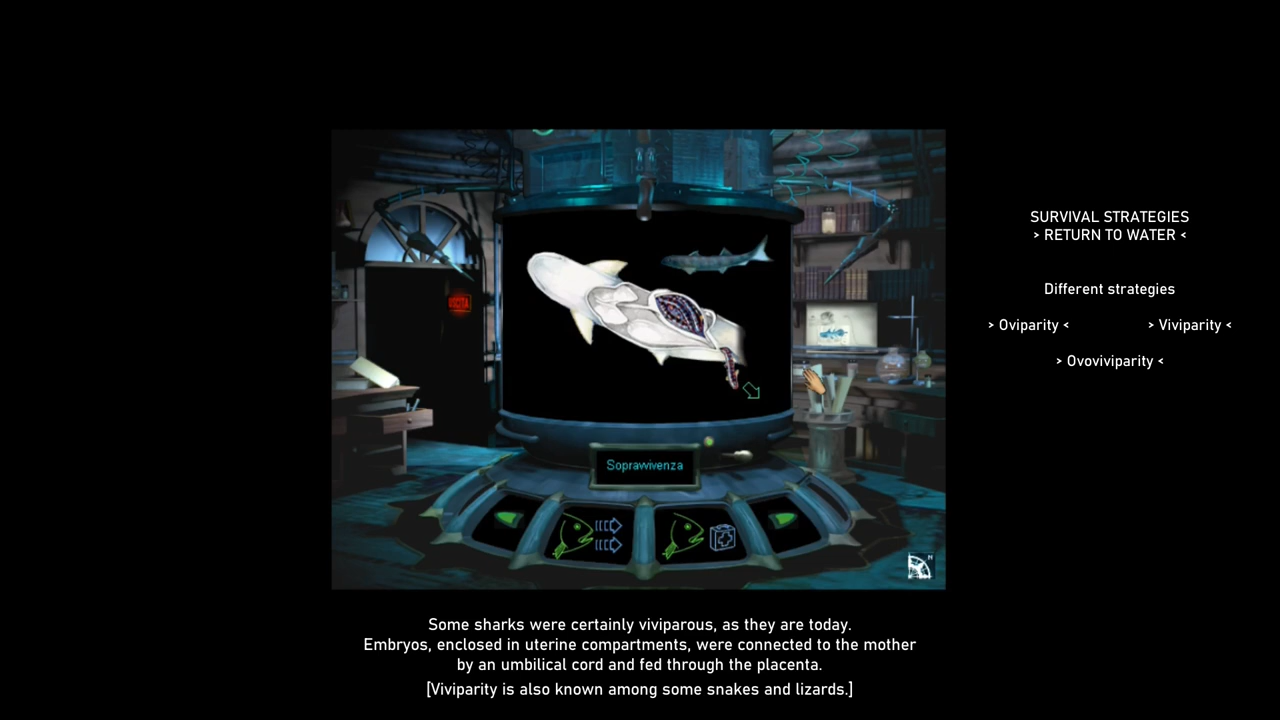 SURVIVAL STRATEGIES
> RETURN TO WATER <
Different strategies
> Oviparity <
> Viviparity <
> Ovoviviparity <
USCITA
Sopravvivenza
H
Some sharks were certainly viviparous, as they are today.
Embryos, enclosed in uterine compartments, were connected to the mother
by an umbilical cord and fed through the placenta.
[Viviparity is also known among some snakes and lizards.]